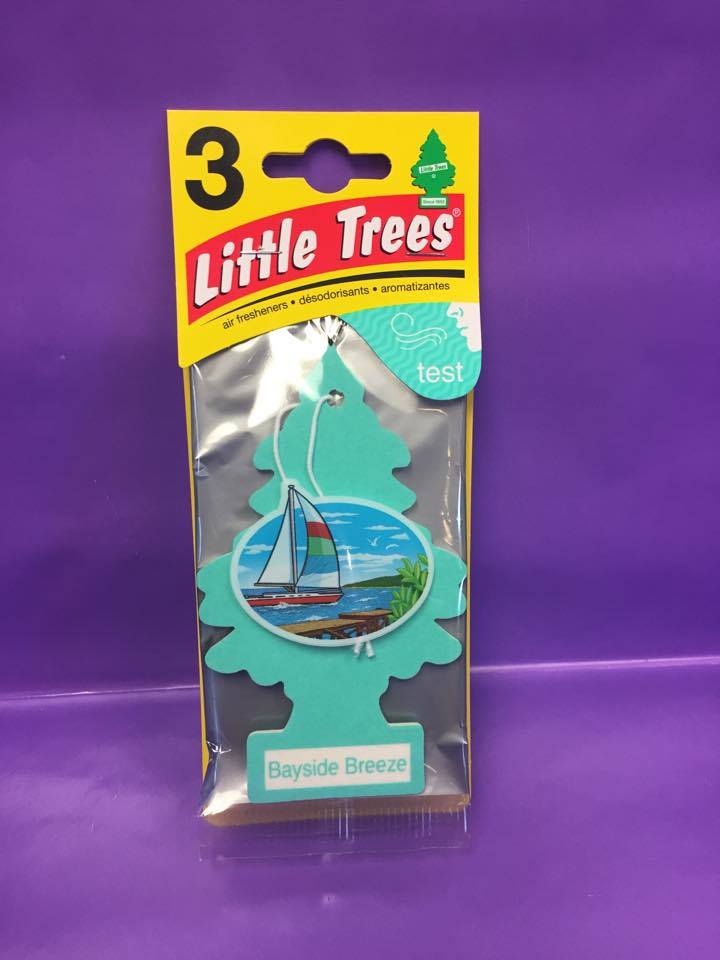 3
Little Trees
Since 1952
Little Trees®
air fresheners • désodorisants • aromatizantes
test
Bayside Breeze